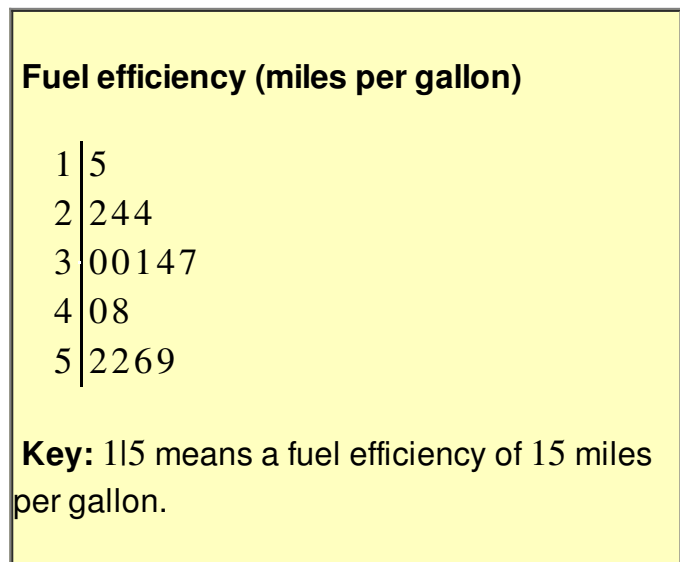 Fuel efficiency (miles per gallon)
1|5
2|244
3|00147
4|08
5|2269
Key: 1|5 means a fuel efficiency of 15 miles
per gallon.